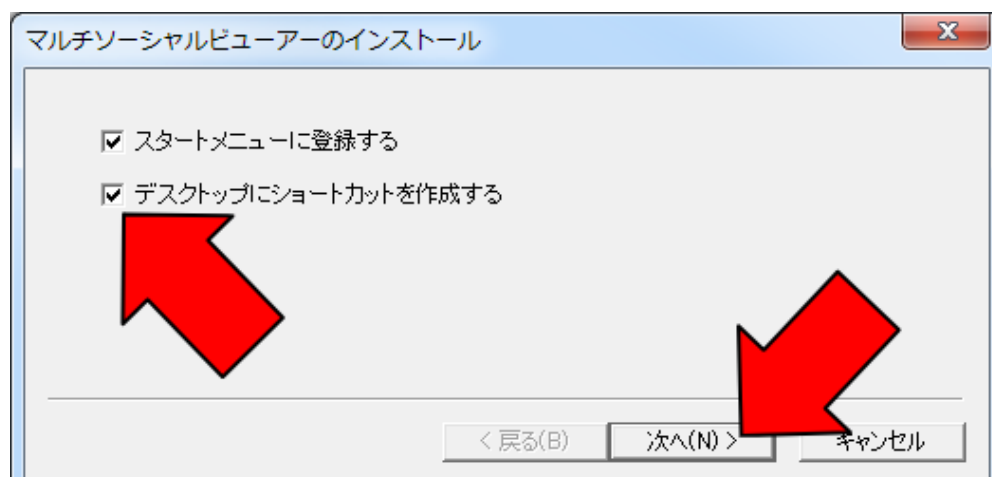 マルチソーシャルビューアーのインストール
スタートメニューに登録する
デスクトップにショートカットを作成する
< 戻る(B) 次へ(N) > キャンセル